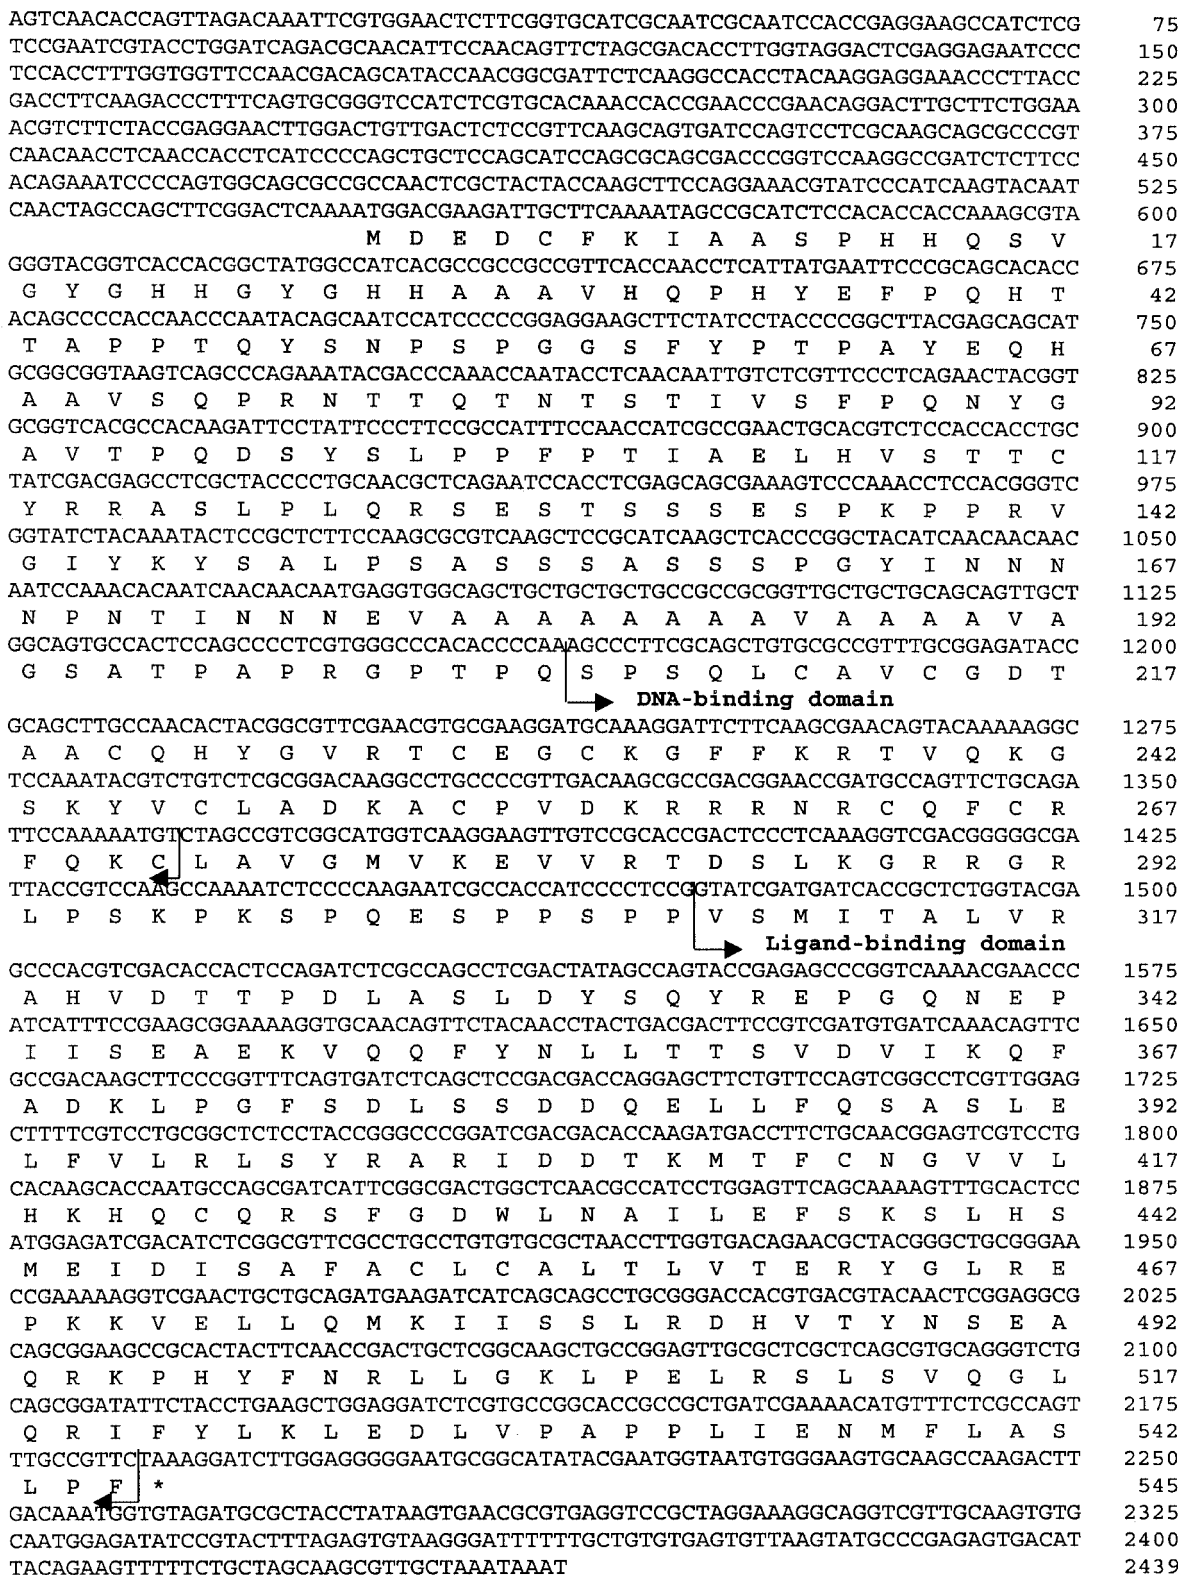 AGTCAACACCAGTTAGACAAATTCGTGGAACTCTTCGGTGCATCGCAATCGCAATCCACCGAGGAAGCCATCTCG 75
TCCGAATCGTACCTGGATCAGACGCAACATTCCAACAGTTCTAGCGACACCTTGGTAGGACTCGAGGAGAATCCC 150
TCCACCTTTGGTGGTTCCAACGACAGCATACCAACGGCGATTCTCAAGGCCACCTACAAGGAGGAAACCCTTACC 225
GACCTTCAAGACCCTTTCAGTGCGGGTCCATCTCGTGCACAAACCACCGAACCCGAACAGGACTTGCTTCTGGAA 300
ACGTCTTCTACCGAGGAACTTGGACTGTTGACTCTCCGTTCAAGCAGTGATCCAGTCCTCGCAAGCAGCGCCCGT 375
CAACAACCTCAACCACCTCATCCCCAGCTGCTCCAGCATCCAGCGCAGCGACCCGGTCCAAGGCCGATCTCTTCC 450
ACAGAAATCCCCAGTGGCAGCGCCGCCAACTCGCTACTACCAAGCTTCCAGGAAACGTATCCCATCAAGTACAAT 525
CAACTAGCCAGCTTCGGACTCAAAATGGACGAAGATTGCTTCAAAATAGCCGCATCTCCACACCACCAAAGCGTA 600
M D E D C F K I A A S P H H Q S V 17
GGGTACGGTCACCACGGCTATGGCCATCACGCCGCCGCCGTTCACCAACCTCATTATGAATTCCCGCAGCACACC 675
G Y G H H G Y G H H A A A V H Q P H Y E F P Q H T 42
ACAGCCCCACCAACCCAATACAGCAATCCATCCCCCGGAGGAAGCTTCTATCCTACCCCGGCTTACGAGCAGCAT 750
T A P P T Q Y S N P S P G G S F Y P T P A Y E Q H 67
GCGGCGGTAAGTCAGCCCAGAAATACGACCCAAACCAATACCTCAACAATTGTCTCGTTCCCTCAGAACTACGGT 825
A A V S Q P R N T T Q T N T S T I V S F P Q N Y G 92
GCGGTCACGCCACAAGATTCCTATTCCCTTCCGCCATTTCCAACCATCGCCGAACTGCACGTCTCCACCACCTGC 900
A V T P Q D S Y S L P P F P T I A E L H V S T T C 117
TATCGACGAGCCTCGCTACCCCTGCAACGCTCAGAATCCACCTCGAGCAGCGAAAGTCCCAAACCTCCACGGGTC 975
Y R R A S L P L Q R S E S T S S S E S P K P P R V 142
GGTATCTACAAATACTCCGCTCTTCCAAGCGCGTCAAGCTCCGCATCAAGCTCACCCGGCTACATCAACAACAAC 1050
G I Y K Y S A L P S A S S S A S S S P G Y I N N N 167
AATCCAAACACAATCAACAACAATGAGGTGGCAGCTGCTGCTGCTGCCGCCGCGGTTGCTGCTGCAGCAGTTGCT 1125
N P N T I N N N E V A A A A A A A A V A A A A V A 192
GGCAGTGCCACTCCAGCCCCTCGTGGGCCCACACCCCAAAGCCCTTCGCAGCTGTGCGCCGTTTGCGGAGATACC 1200
G S A T P A P R G P T P Q S P S Q L C A V C G D T 217
DNA-binding domain
GCAGCTTGCCAACACTACGGCGTTCGAACGTGCGAAGGATGCAAAGGATTCTTCAAGCGAACAGTACAAAAAGGC 1275
A A C Q H Y G V R T C E G C K G F F K R T V Q K G 242
TCCAAATACGTCTGTCTCGCGGACAAGGCCTGCCCCGTTGACAAGCGCCGACGGAACCGATGCCAGTTCTGCAGA 1350
S K Y V C L A D K A C P V D K R R R N R C Q F C R 267
TTCCAAAAATGTCTAGCCGTCGGCATGGTCAAGGAAGTTGTCCGCACCGACTCCCTCAAAGGTCGACGGGGGCGA 1425
F Q K C L A V G M V K E V V R T D S L K G R R G R 292
TTACCGTCCAAGCCAAAATCTCCCCAAGAATCGCCACCATCCCCTCCGGTATCGATGATCACCGCTCTGGTACGA 1500
L P S K P K S P Q E S P P S P P V S M I T A L V R 317
Ligand-binding domain
GCCCACGTCGACACCACTCCAGATCTCGCCAGCCTCGACTATAGCCAGTACCGAGAGCCCGGTCAAAACGAACCC 1575
A H V D T T P D L A S L D Y S Q Y R E P G Q N E P 342
ATCATTTCCGAAGCGGAAAAGGTGCAACAGTTCTACAACCTACTGACGACTTCCGTCGATGTGATCAAACAGTTC 1650
I I S E A E K V Q Q F Y N L L T T S V D V I K Q F 367
GCCGACAAGCTTCCCGGTTTCAGTGATCTCAGCTCCGACGACCAGGAGCTTCTGTTCCAGTCGGCCTCGTTGGAG 1725
A D K L P G F S D L S S D D Q E L L F Q S A S L E 392
CTTTTCGTCCTGCGGCTCTCCTACCGGGCCCGGATCGACGACACCAAGATGACCTTCTGCAACGGAGTCGTCCTG 1800
L F V L R L S Y R A R I D D T K M T F C N G V V L 417
CACAAGCACCAATGCCAGCGATCATTCGGCGACTGGCTCAACGCCATCCTGGAGTTCAGCAAAAGTTTGCACTCC 1875
H K H Q C Q R S F G D W L N A I L E F S K S L H S 442
ATGGAGATCGACATCTCGGCGTTCGCCTGCCTGTGTGCGCTAACCTTGGTGACAGAACGCTACGGGCTGCGGGAA 1950
M E I D I S A F A C L C A L T L V T E R Y G L R E 467
CCGAAAAAGGTCGAACTGCTGCAGATGAAGATCATCAGCAGCCTGCGGGACCACGTGACGTACAACTCGGAGGCG 2025
P K K V E L L Q M K I I S S L R D H V T Y N S E A 492
CAGCGGAAGCCGCACTACTTCAACCGACTGCTCGGCAAGCTGCCGGAGTTGCGCTCGCTCAGCGTGCAGGGTCTG 2100
Q R K P H Y F N R L L G K L P E L R S L S V Q G L 517
CAGCGGATATTCTACCTGAAGCTGGAGGATCTCGTGCCGGCACCGCCGCTGATCGAAAACATGTTTCTCGCCAGT 2175
Q R I F Y L K L E D L V P A P P L I E N M F L A S 542
TTGCCGTTCTAAAGGATCTTGGAGGGGGAATGCGGCATATACGAATGGTAATGTGGGAAGTGCAAGCCAAGACTT 2250
L P F * 545
GACAAATGGTGTAGATGCGCTACCTATAAGTGAACGCGTGAGGTCCGCTAGGAAAGGCAGGTCGTTGCAAGTGTG 2325
CAATGGAGATATCCGTACTTTAGAGTGTAAGGGATTTTTTGCTGTGTGAGTGTTAAGTATGCCCGAGAGTGACAT 2400
TACAGAAGTTTTTCTGCTAGCAAGCGTTGCTAAATAAAT 2439